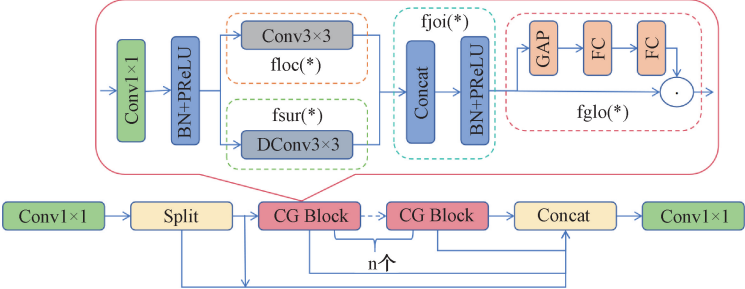 fjoi(*)
Conv1×1
BN+PReLU
Conv3×3
floc(*)
fsur(*)
DConv3×3
Concat
BN+PReLU
GAP
FC
FC
·
fglo(*)
Conv1×1
Split
CG Block
CG Block
Concat
Conv1×1
n个